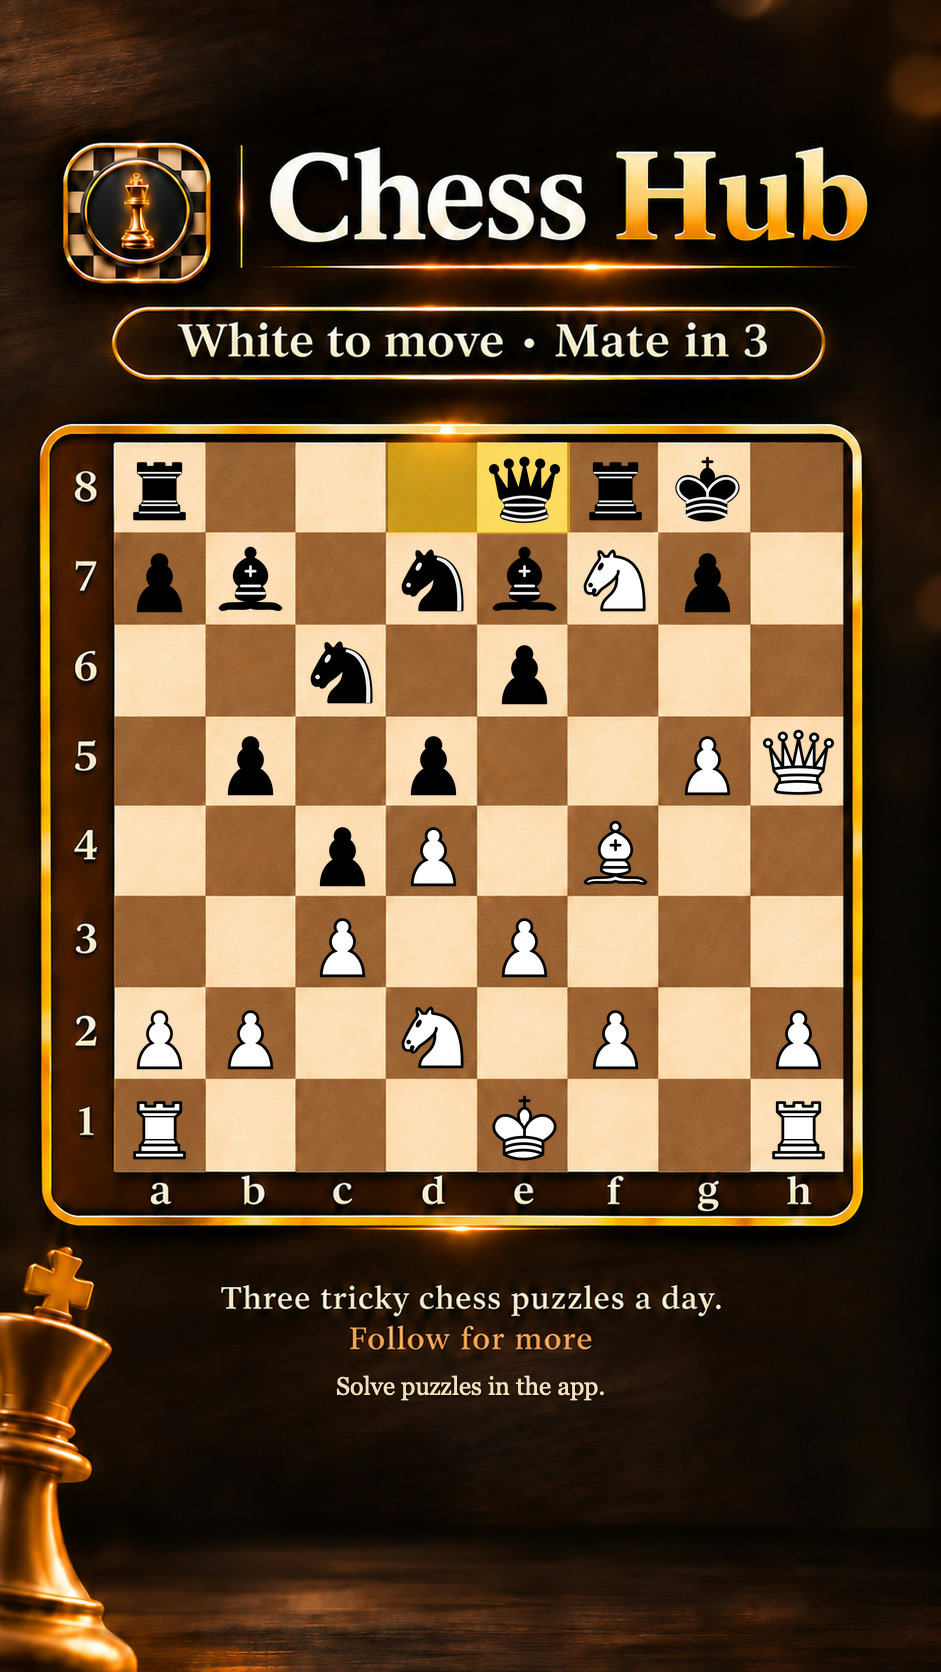 Chess Hub
White to move • Mate in 3
8
7
6
5
4
3
2
1
a b c d e f g h
Three tricky chess puzzles a day.
Follow for more
Solve puzzles in the app.